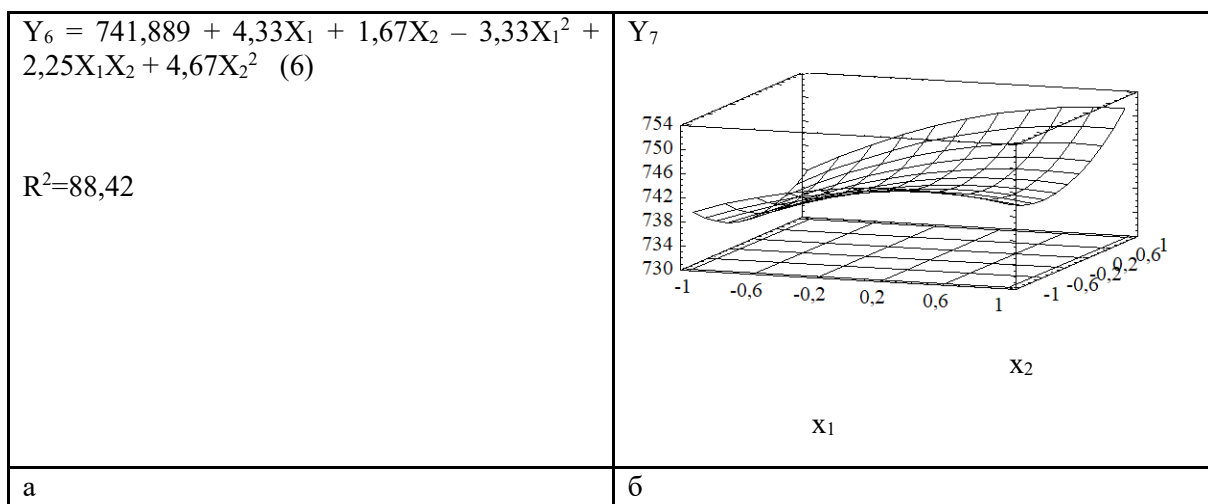 Y₆ = 741,889 + 4,33X₁ + 1,67X₂ – 3,33X₁² +
2,25X₁X₂ + 4,67X₂² (6)
R²=88,42
а
Y₇
754
750
746
742
738
734
730
-1
-0,6
-0,2
0,2
0,6
1
-1
-0,6
-0,2
0,2
0,6
1
x₂
x₁
б